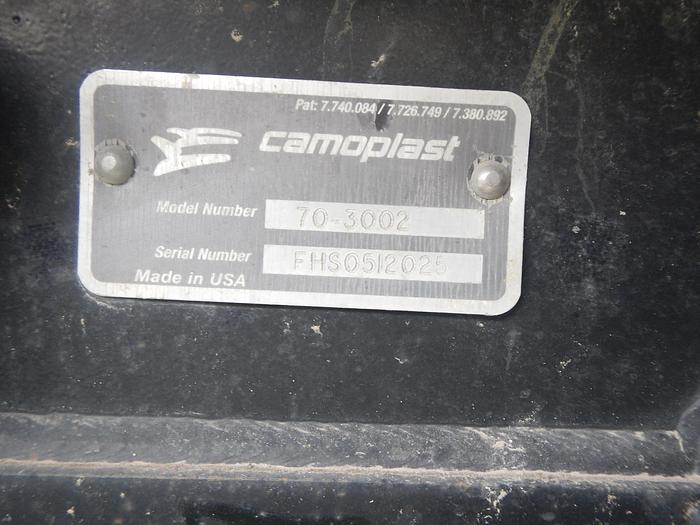 Pat: 7.740.084 / 7.726.749 / 7.380.892
camoplast
Model Number 70-3002
Serial Number FHS0512025
Made in USA